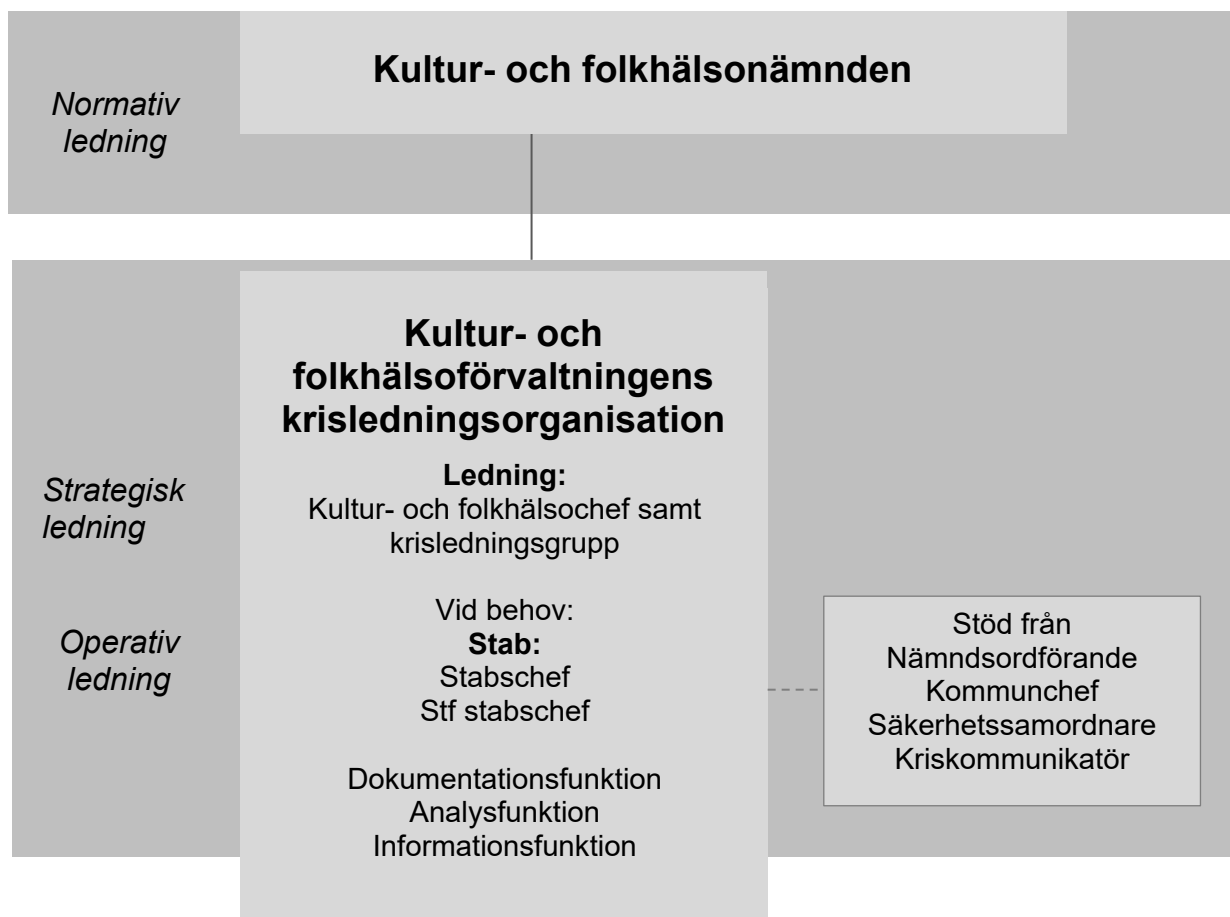 Normativ
ledning
Kultur- och folkhälsonämnden
Kultur- och
folkhälsoförvaltningens
krisledningsorganisation
Strategisk
ledning
Ledning:
Kultur- och folkhälsochef samt
krisledningsgrupp
Operativ
ledning
Vid behov:
Stab:
Stabschef
Stf stabschef
Dokumentationsfunktion
Analysfunktion
Informationsfunktion
Stöd från
Nämndsordförande
Kommunchef
Säkerhetssamordnare
Kriskommunikatör